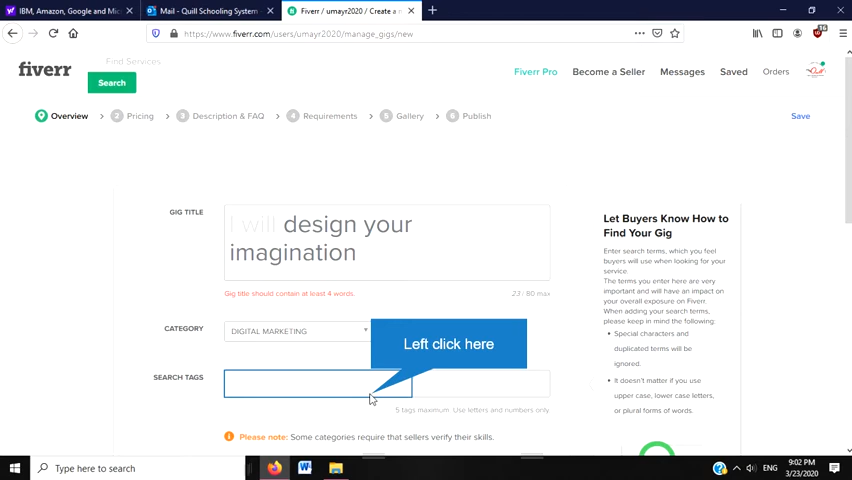 IBM, Amazon, Google and Mic
Mail - Quill Schooling System -
Fiverr / umayr2020 / Create a n
https://www.fiverr.com/users/umayr2020/manage_gigs/new
fiverr
Find Services
Search
Fiverr Pro
Become a Seller
Messages
Saved
Orders
1 Overview
2 Pricing
3 Description & FAQ
4 Requirements
5 Gallery
6 Publish
Save
GIG TITLE
I will design your
imagination
Gig title should contain at least 4 words.
23 / 80 max
CATEGORY
DIGITAL MARKETING
Left click here
SEARCH TAGS
5 tags maximum. Use letters and numbers only.
Please note: Some categories require that sellers verify their skills.
Let Buyers Know How to
Find Your Gig
Enter search terms, which you feel
buyers will use when looking for your
service.
The terms you enter here are very
important and will have an impact on
your overall exposure on Fiverr.
When adding your search terms,
please keep in mind the following:
• Special characters and
duplicated terms will be
ignored.
• It doesn't matter if you use
upper case, lower case letters,
or plural forms of words.
Type here to search
ENG
9:02 PM
3/23/2020